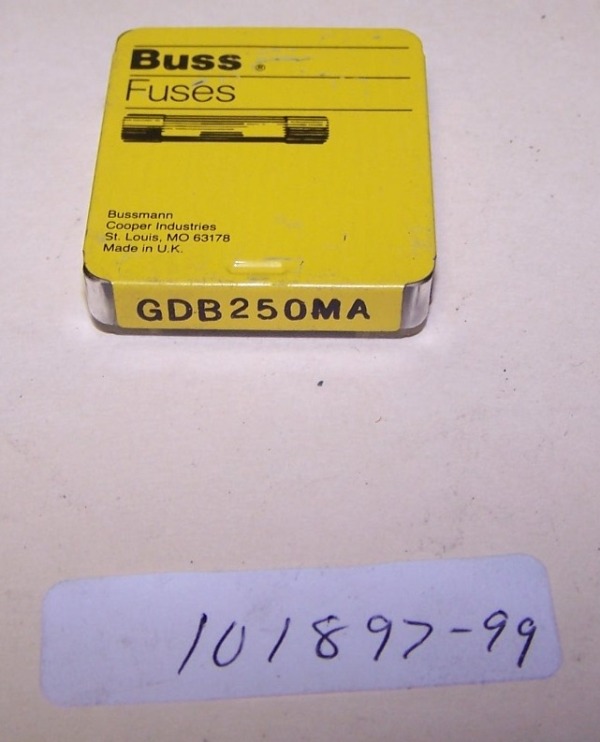 Buss®
Fuses
Bussmann
Cooper Industries
St. Louis, MO 63178
Made in U.K.
GDB250MA
101897-99